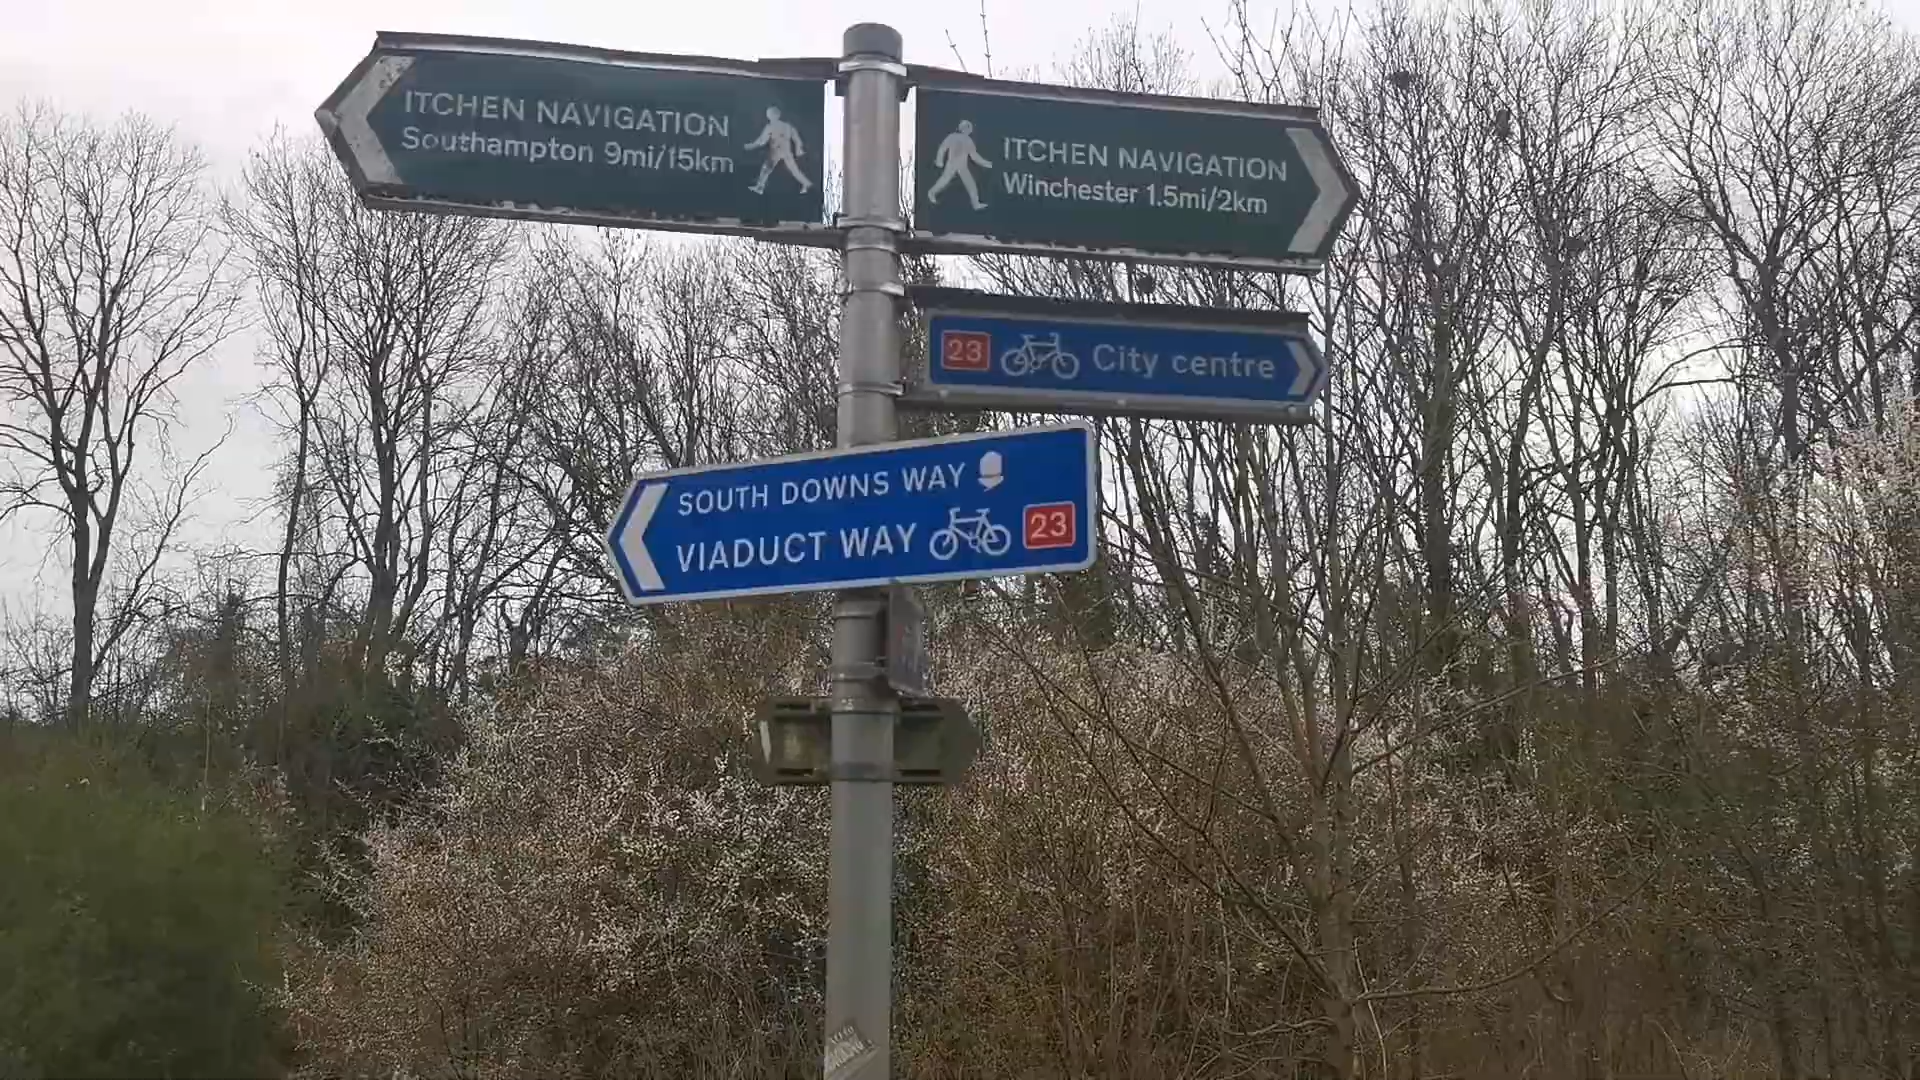 ITCHEN NAVIGATION
Southampton 9mi/15km
ITCHEN NAVIGATION
Winchester 1.5mi/2km
23 City centre
SOUTH DOWNS WAY
VIADUCT WAY 23